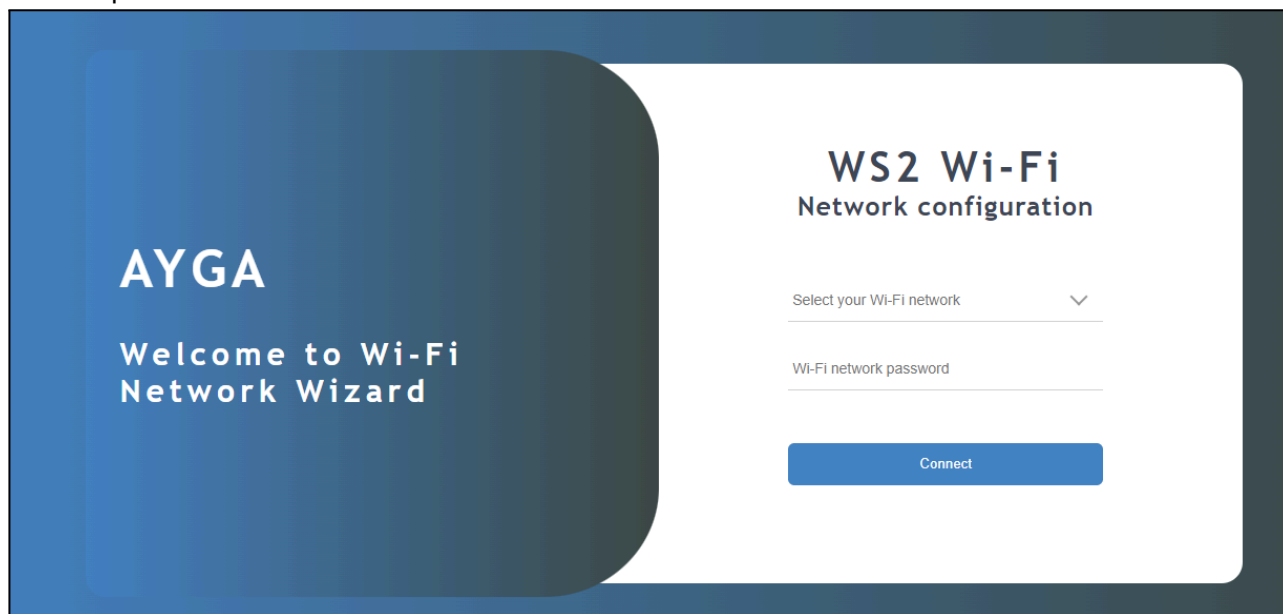 AYGA
Welcome to Wi-Fi
Network Wizard
WS2 Wi-Fi
Network configuration
Select your Wi-Fi network
Wi-Fi network password
Connect